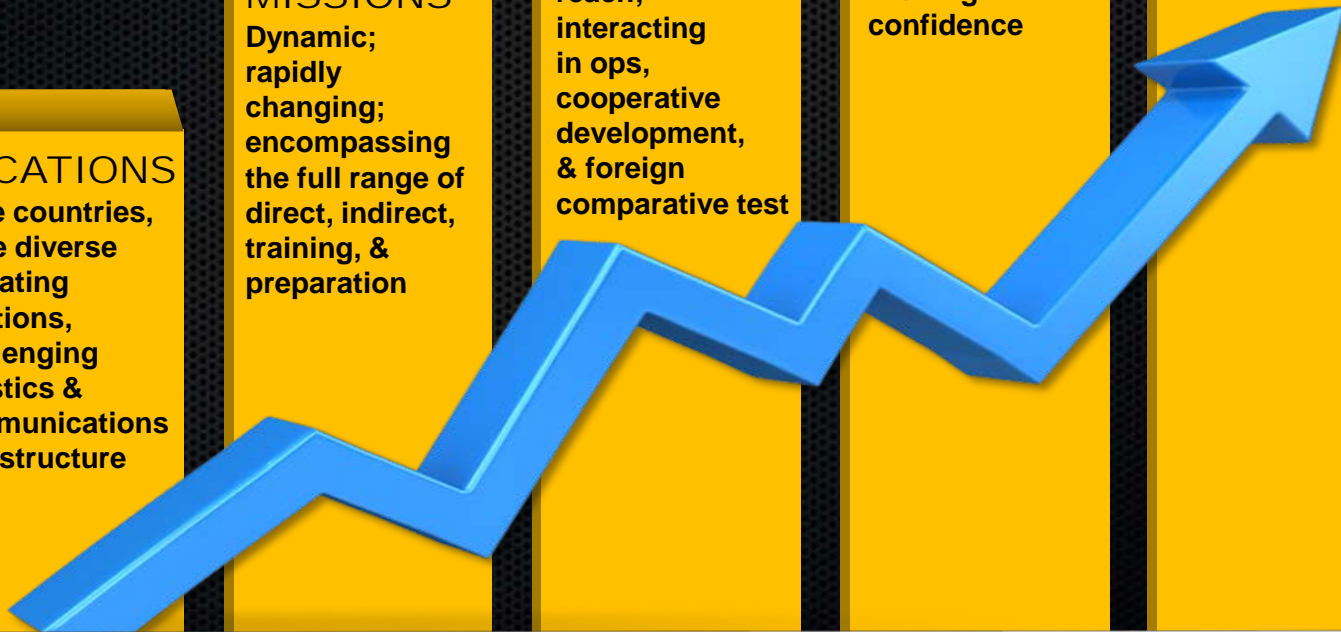 CATIONS
countries,
diverse
ating
tions,
enging
stics &
munications
structure
MISSIONS
Dynamic;
rapidly
changing;
encompassing
the full range of
direct, indirect,
training, &
preparation
reach,
interacting
in ops,
cooperative
development,
& foreign
comparative test
confidence